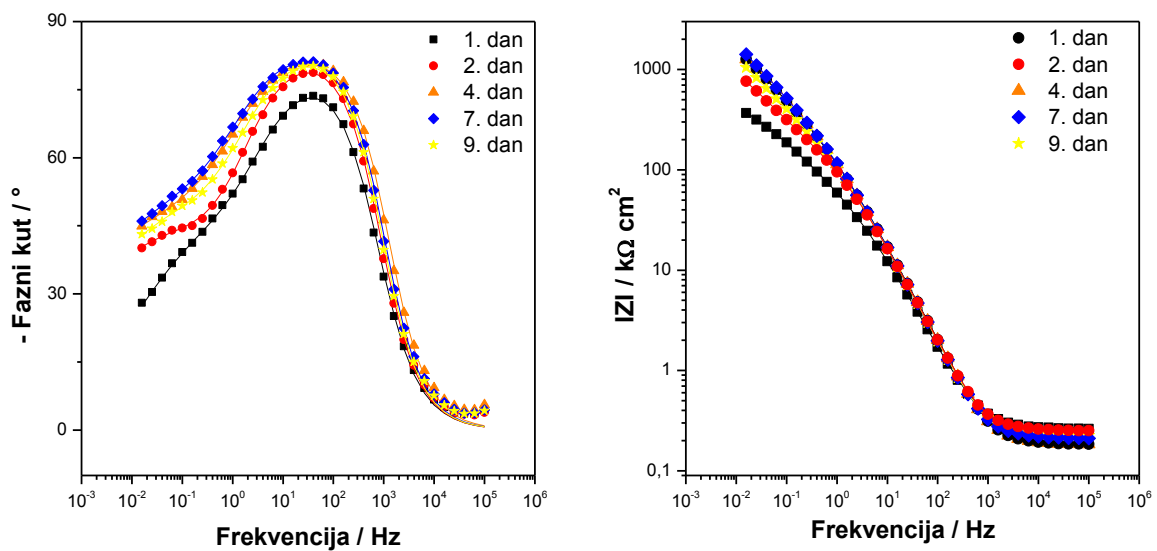 90
60
30
0
- Fazni kut / °
1. dan
2. dan
4. dan
7. dan
9. dan
10⁻³ 10⁻² 10⁻¹ 10⁰ 10¹ 10² 10³ 10⁴ 10⁵ 10⁶
Frekvencija / Hz
1000
100
10
1
0,1
IZI / kΩ cm²
1. dan
2. dan
4. dan
7. dan
9. dan
10⁻³ 10⁻² 10⁻¹ 10⁰ 10¹ 10² 10³ 10⁴ 10⁵ 10⁶
Frekvencija / Hz